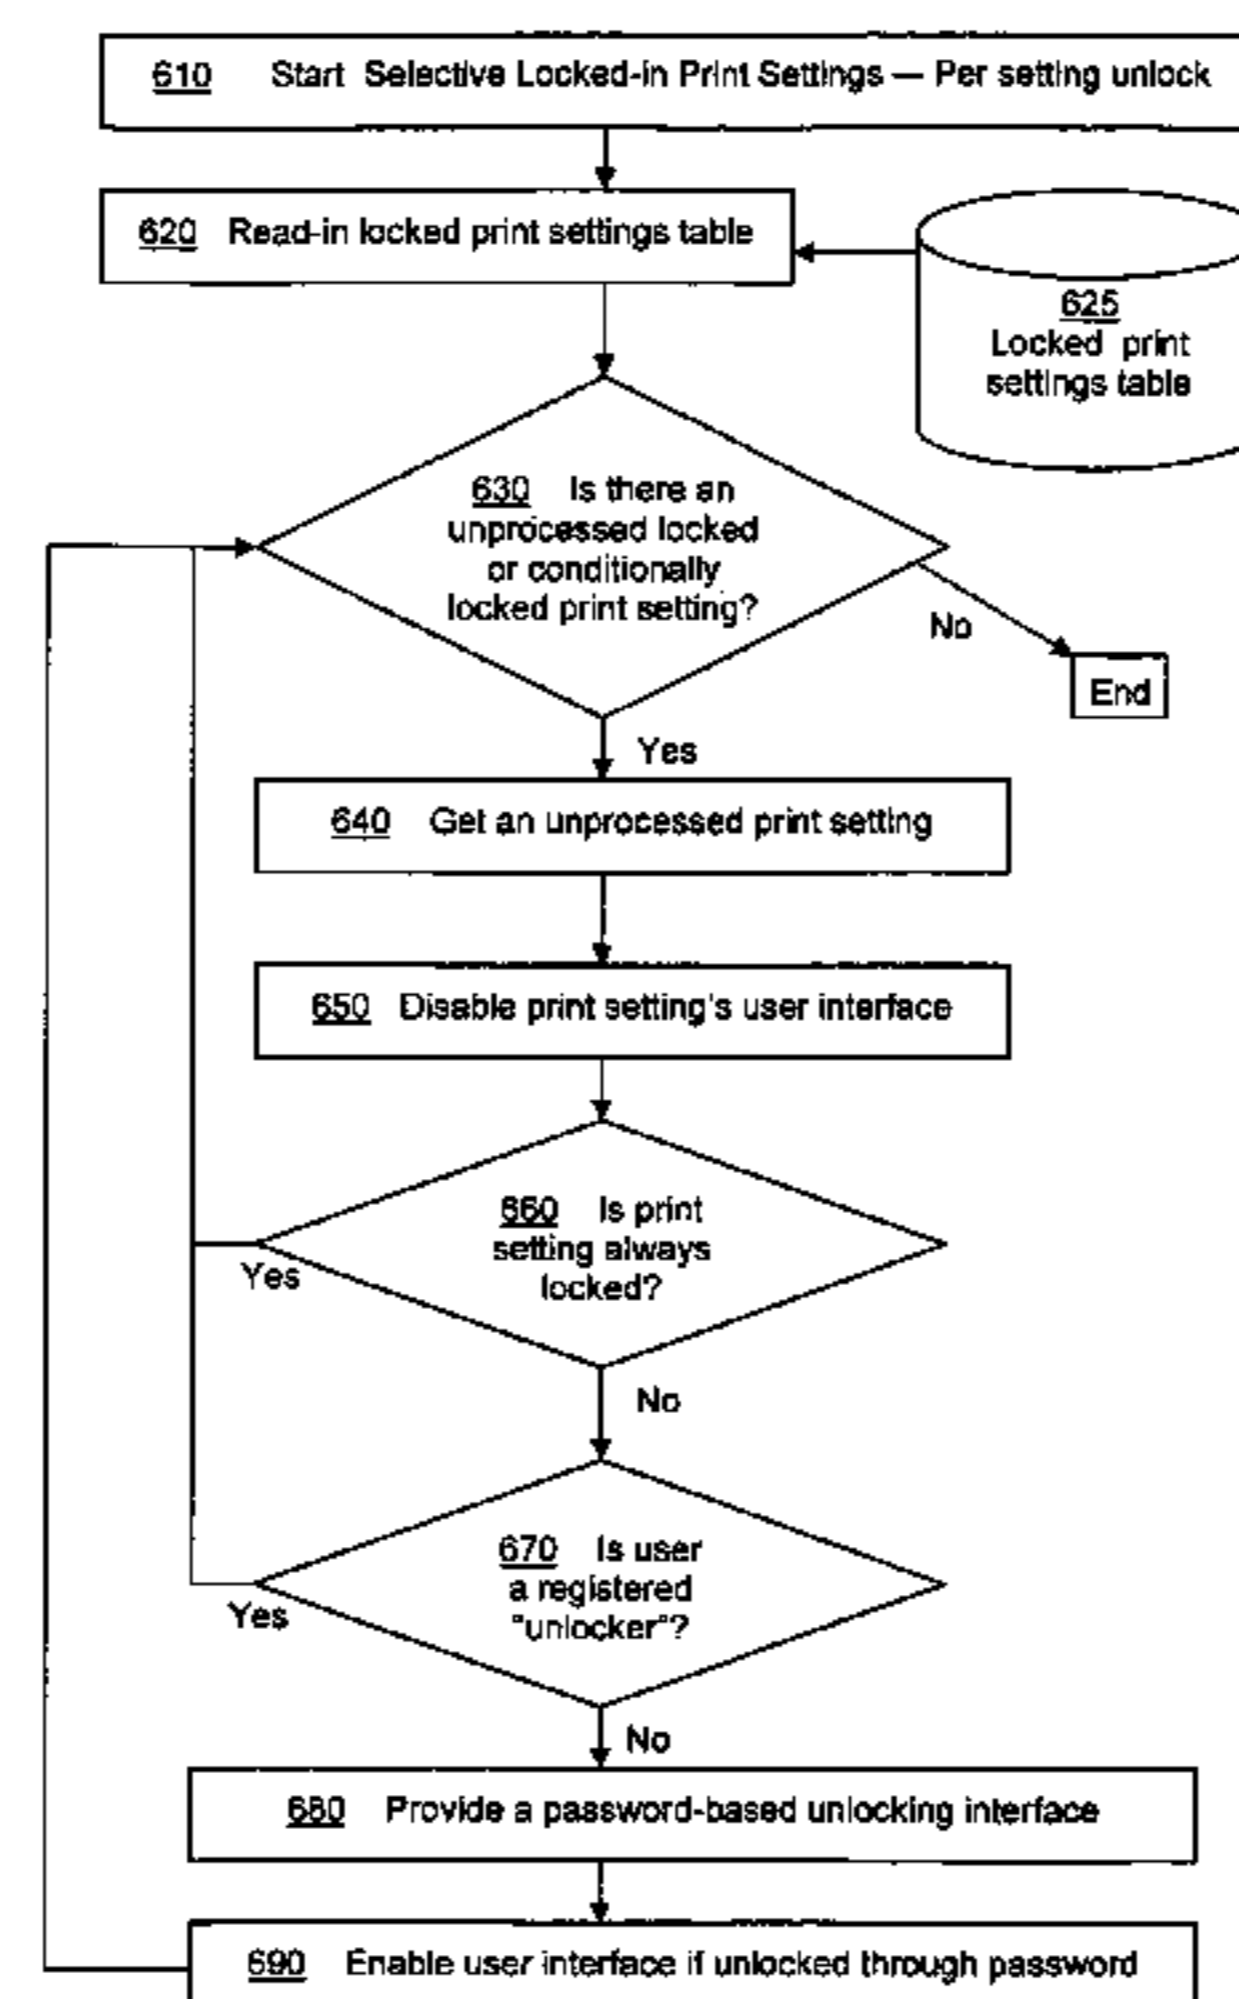 610 Start Selective Locked-in Print Settings — Per setting unlock
620 Read-in locked print settings table
625
Locked print
settings table
630 Is there an
unprocessed locked
or conditionally
locked print setting?
No
End
Yes
640 Get an unprocessed print setting
650 Disable print setting's user interface
660 Is print
setting always
locked?
Yes
No
670 Is user
a registered
"unlocker"?
Yes
No
680 Provide a password-based unlocking interface
690 Enable user interface if unlocked through password